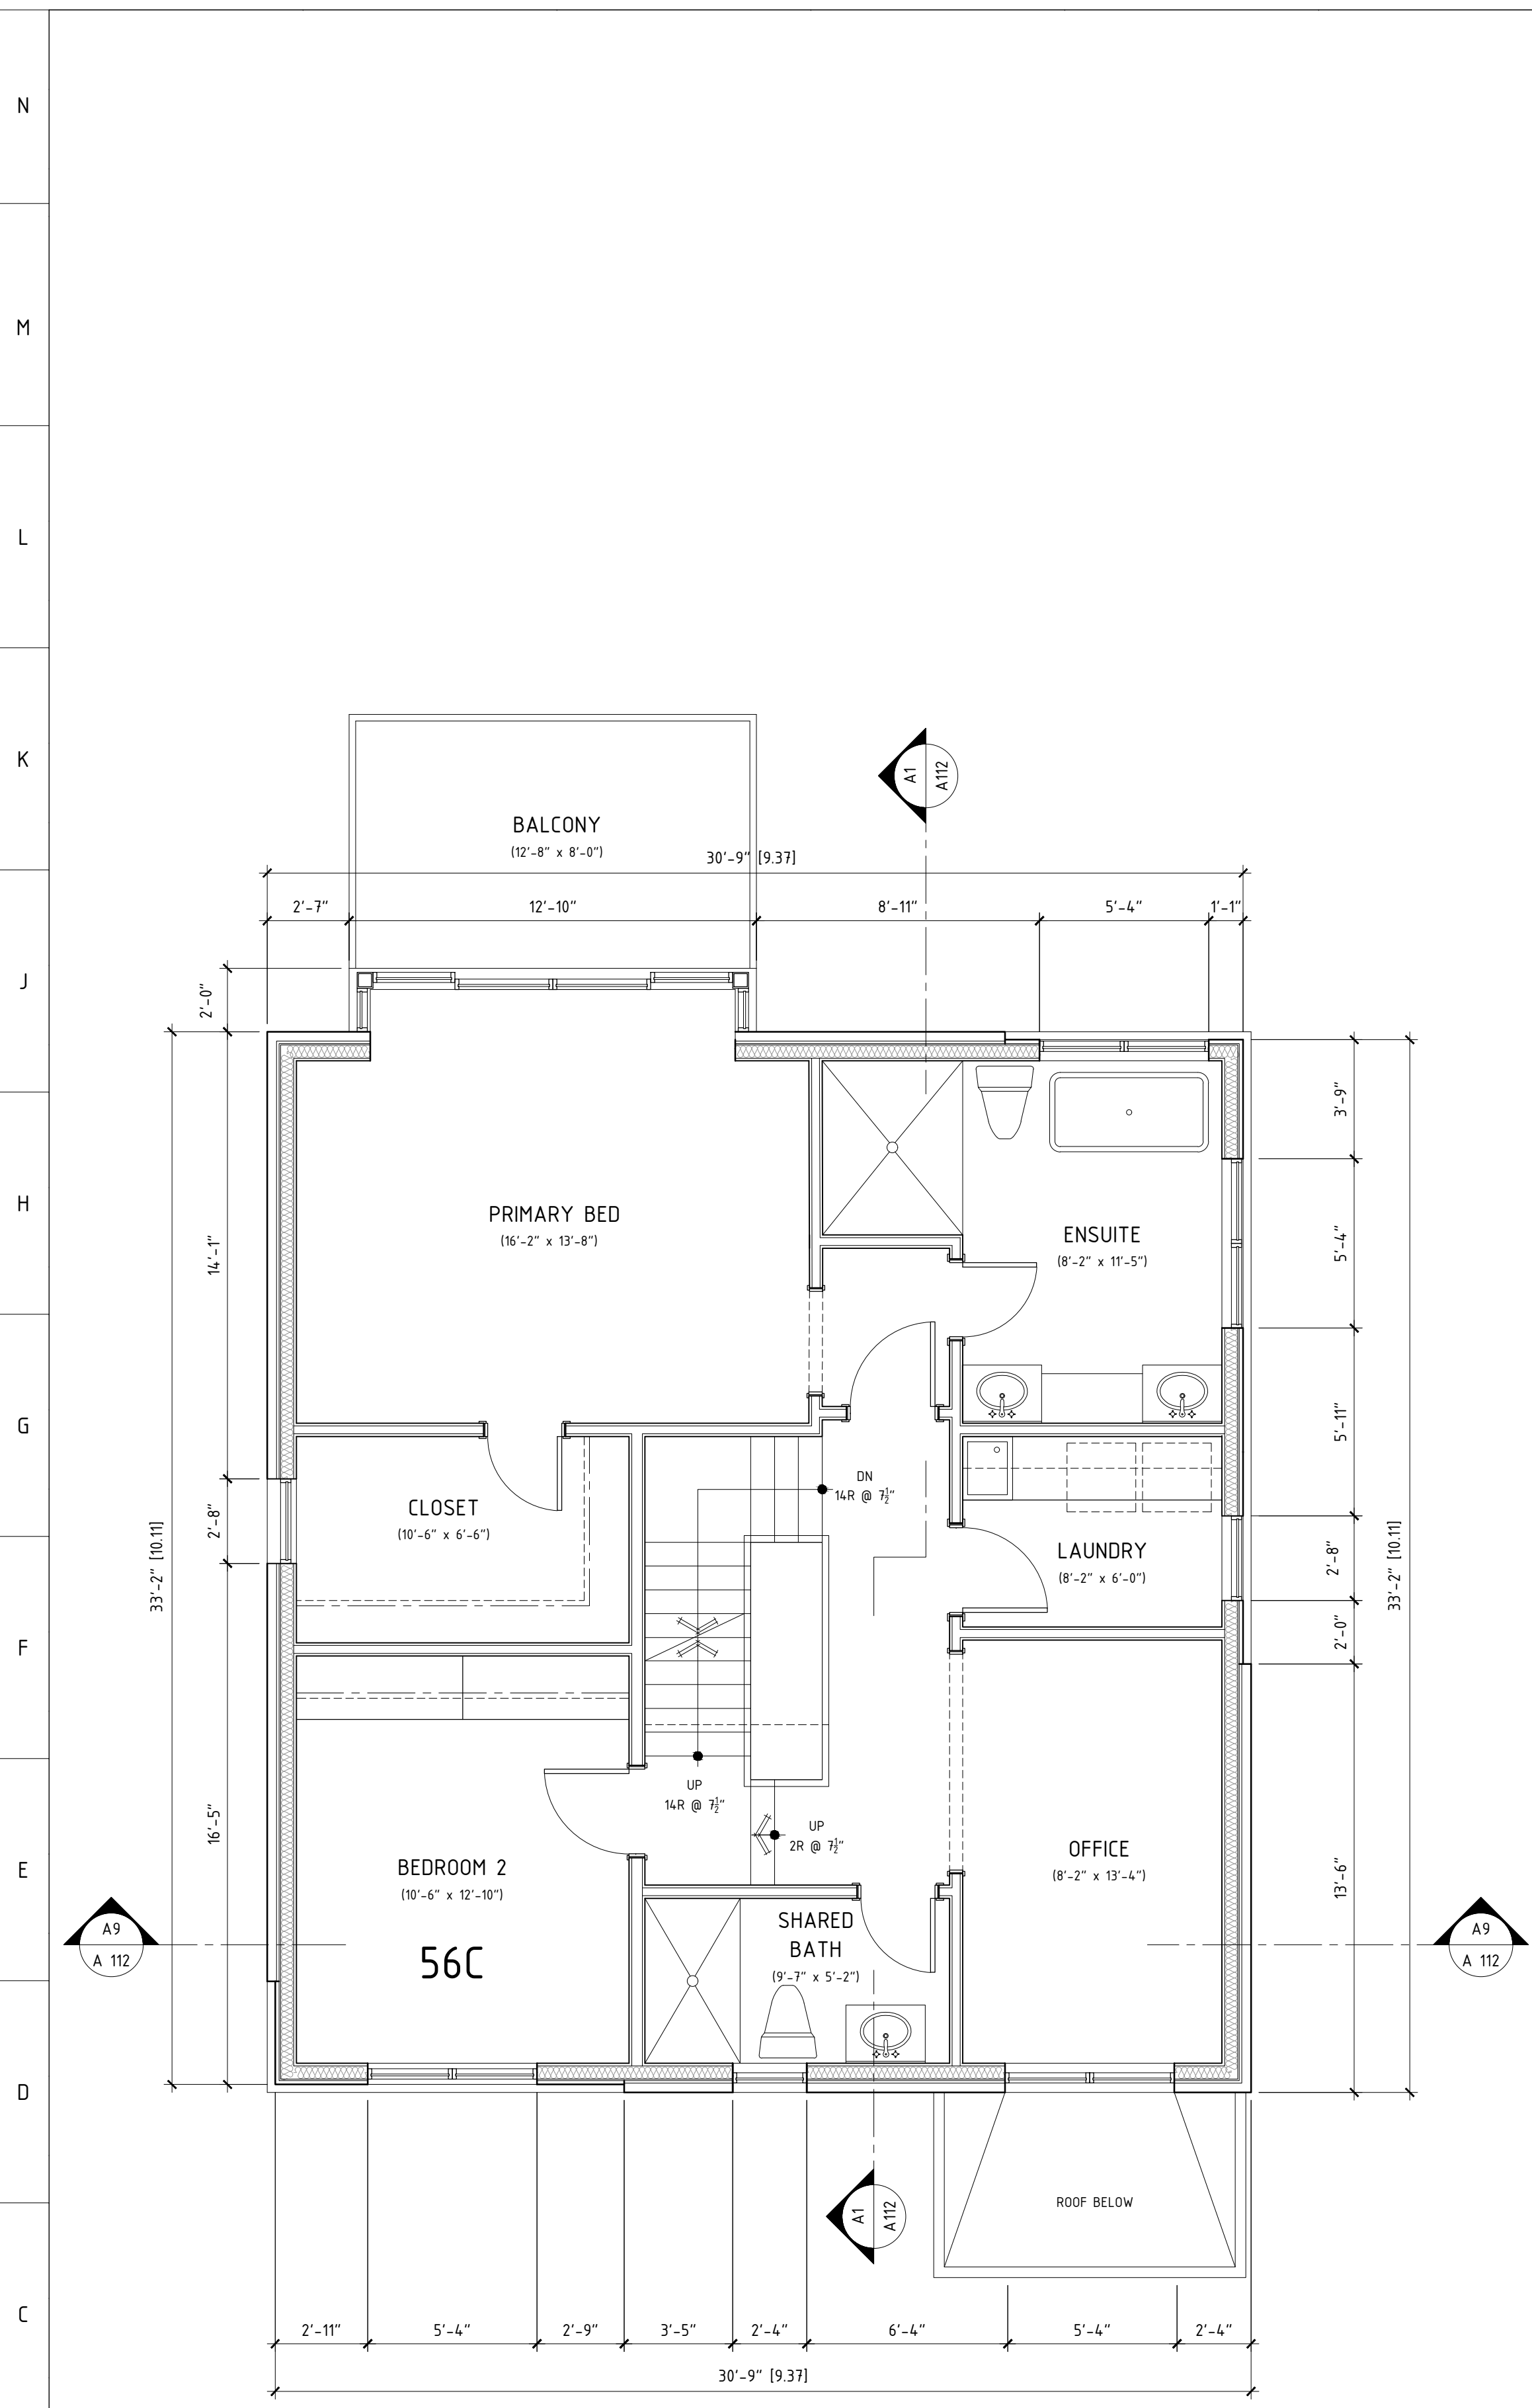 N
M
L
K
J
H
G
F
E
D
C
A1
A112
BALCONY
(12'-8" x 8'-0")
30'-9" [9.37]
2'-7"
12'-10"
8'-11"
5'-4"
1'-1"
2'-0"
14'-1"
2'-8"
16'-5"
33'-2" [10.11]
3'-9"
5'-4"
5'-11"
2'-8"
2'-0"
13'-6"
33'-2" [10.11]
PRIMARY BED
(16'-2" x 13'-8")
ENSUITE
(8'-2" x 11'-5")
CLOSET
(10'-6" x 6'-6")
DN
14R @ 7½"
LAUNDRY
(8'-2" x 6'-0")
UP
14R @ 7½"
UP
2R @ 7½"
OFFICE
(8'-2" x 13'-4")
BEDROOM 2
(10'-6" x 12'-10")
56C
SHARED
BATH
(9'-7" x 5'-2")
A9
A 112
A9
A 112
A1
A112
ROOF BELOW
2'-11"
5'-4"
2'-9"
3'-5"
2'-4"
6'-4"
5'-4"
2'-4"
30'-9" [9.37]